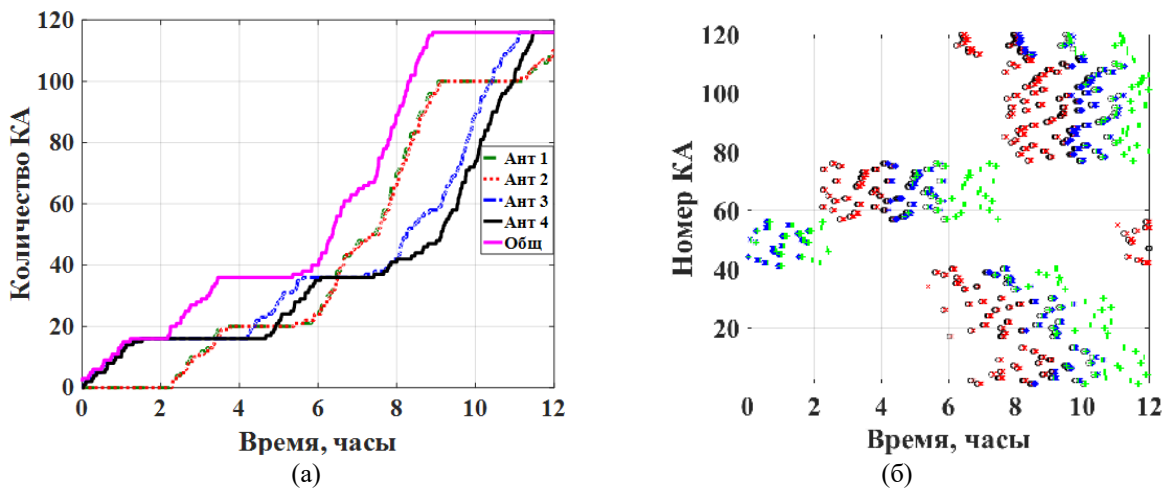 120
100
80
60
40
20
0
Количество КА
0 2 4 6 8 10 12
Время, часы
Ант 1
Ант 2
Ант 3
Ант 4
Общ
(а)
120
100
80
60
40
20
Номер КА
0 2 4 6 8 10 12
Время, часы
(б)